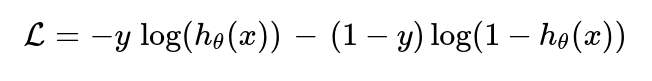 ℒ = −y log(h_θ(x)) − (1 − y) log(1 − h_θ(x))